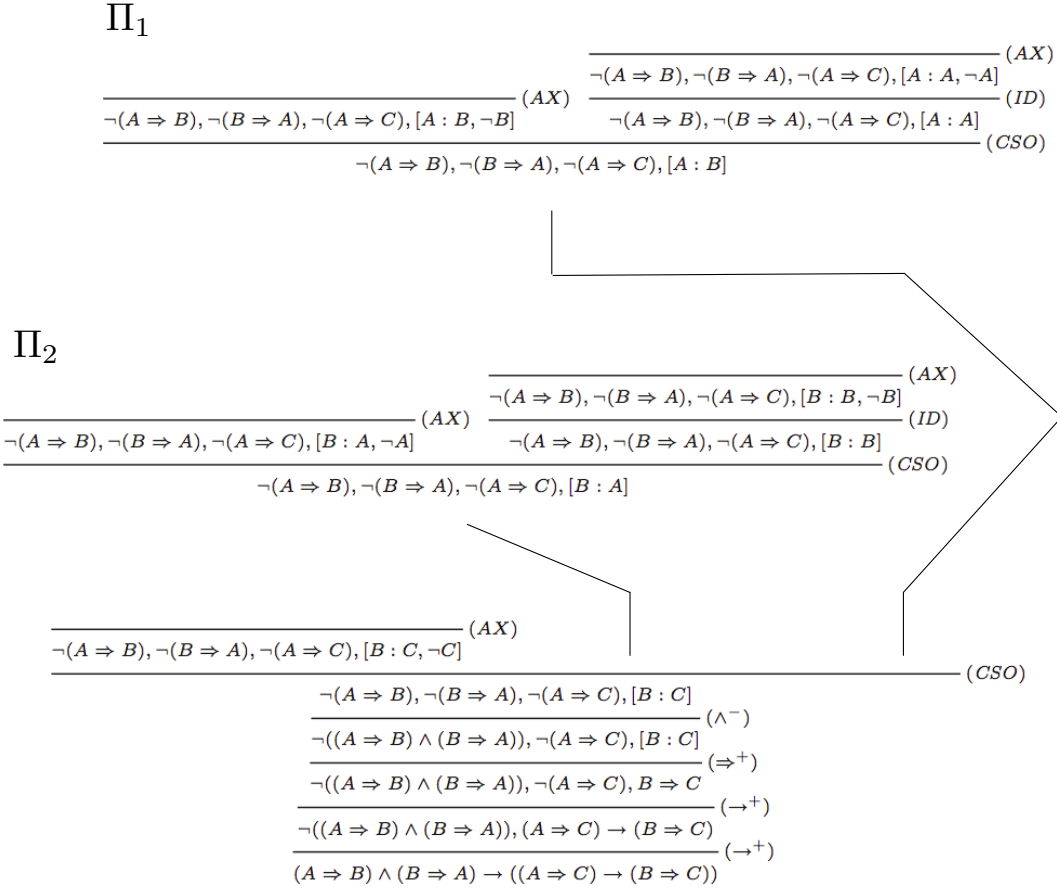 Π₁
(AX)
¬(A ⇒ B), ¬(B ⇒ A), ¬(A ⇒ C), [A : A, ¬A]
(AX) (ID)
¬(A ⇒ B), ¬(B ⇒ A), ¬(A ⇒ C), [A : B, ¬B] ¬(A ⇒ B), ¬(B ⇒ A), ¬(A ⇒ C), [A : A]
(CSO)
¬(A ⇒ B), ¬(B ⇒ A), ¬(A ⇒ C), [A : B]
Π₂
(AX)
¬(A ⇒ B), ¬(B ⇒ A), ¬(A ⇒ C), [B : B, ¬B]
(AX) (ID)
¬(A ⇒ B), ¬(B ⇒ A), ¬(A ⇒ C), [B : A, ¬A] ¬(A ⇒ B), ¬(B ⇒ A), ¬(A ⇒ C), [B : B]
(CSO)
¬(A ⇒ B), ¬(B ⇒ A), ¬(A ⇒ C), [B : A]
(AX)
¬(A ⇒ B), ¬(B ⇒ A), ¬(A ⇒ C), [B : C, ¬C]
(CSO)
¬(A ⇒ B), ¬(B ⇒ A), ¬(A ⇒ C), [B : C]
(∧⁻)
¬((A ⇒ B) ∧ (B ⇒ A)), ¬(A ⇒ C), [B : C]
(⇒⁺)
¬((A ⇒ B) ∧ (B ⇒ A)), ¬(A ⇒ C), B ⇒ C
(→⁺)
¬((A ⇒ B) ∧ (B ⇒ A)), (A ⇒ C) → (B ⇒ C)
(→⁺)
(A ⇒ B) ∧ (B ⇒ A) → ((A ⇒ C) → (B ⇒ C))